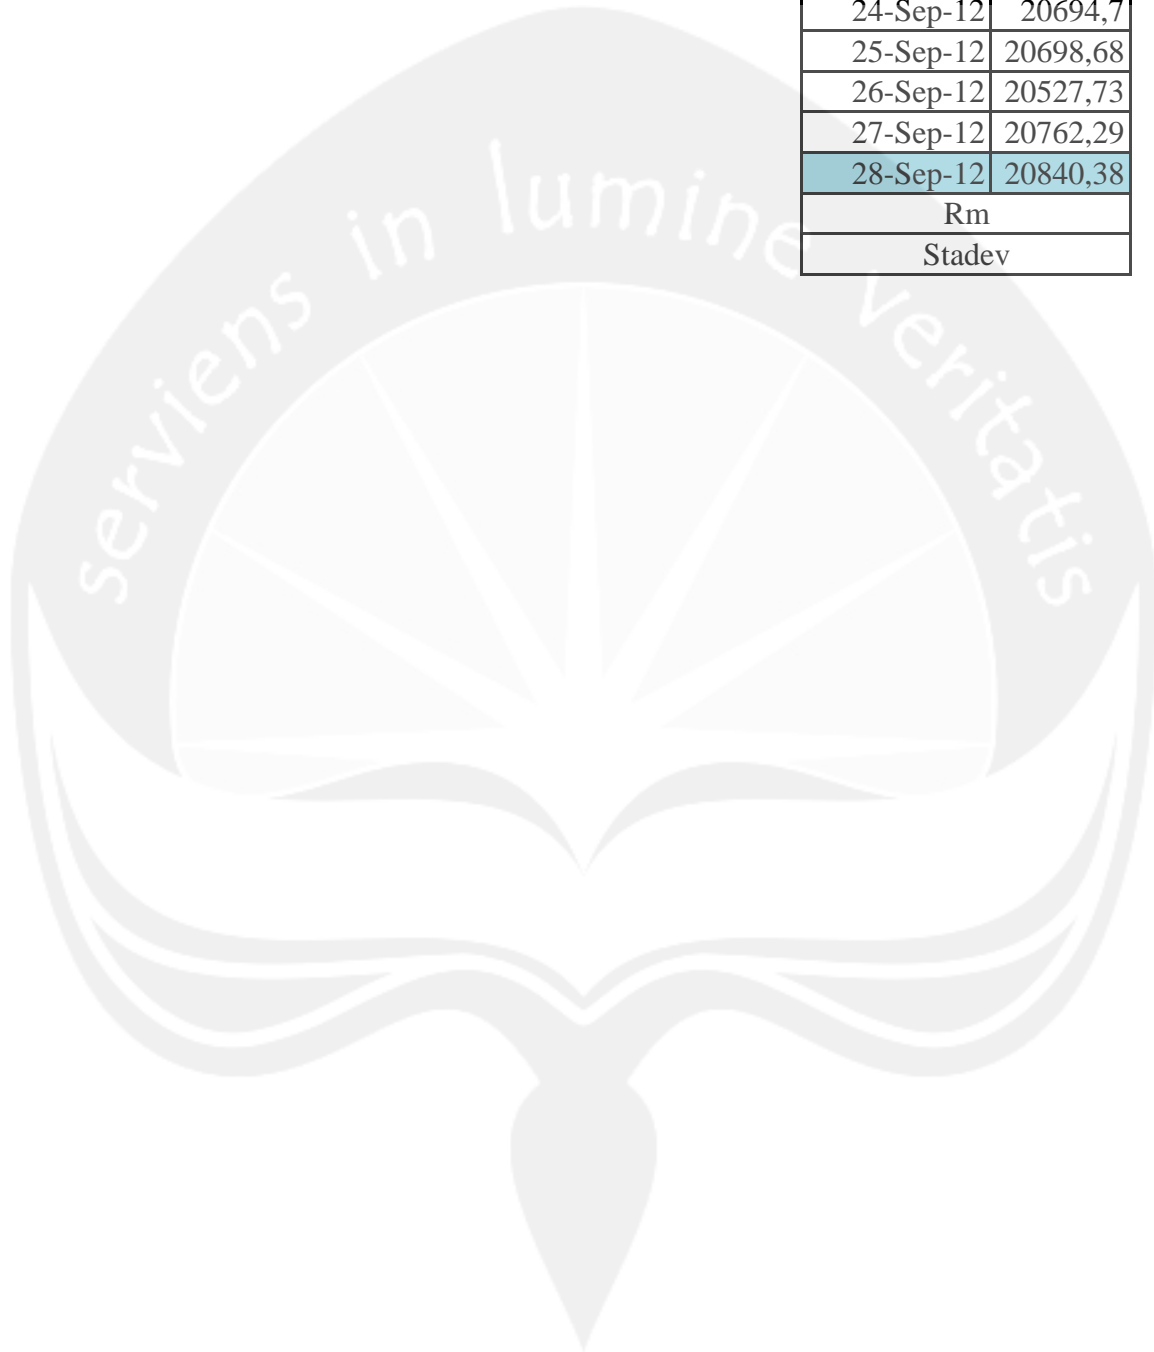 24-Sep-12 20694,7
25-Sep-12 20698,68
26-Sep-12 20527,73
27-Sep-12 20762,29
28-Sep-12 20840,38
Rm
Stadev
serviens in lumine veritatis